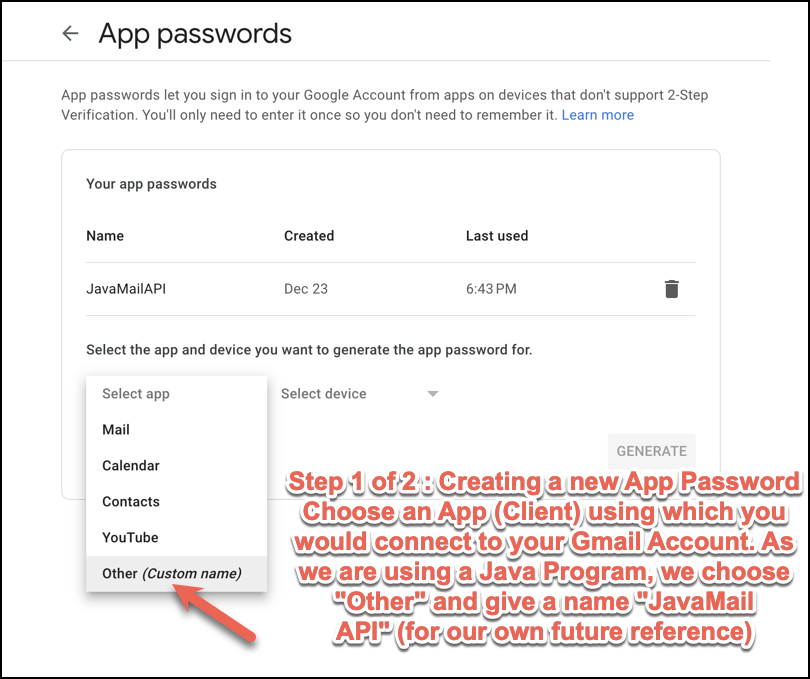 App passwords
App passwords let you sign in to your Google Account from apps on devices that don't support 2-Step
Verification. You'll only need to enter it once so you don't need to remember it. Learn more
Your app passwords
Name Created Last used
JavaMailAPI Dec 23 6:43 PM
Select the app and device you want to generate the app password for.
Select app Select device
Mail
Calendar
Contacts
YouTube
Other (Custom name)
GENERATE
Step 1 of 2 : Creating a new App Password
Choose an App (Client) using which you
would connect to your Gmail Account. As
we are using a Java Program, we choose
"Other" and give a name "JavaMail
API" (for our own future reference)